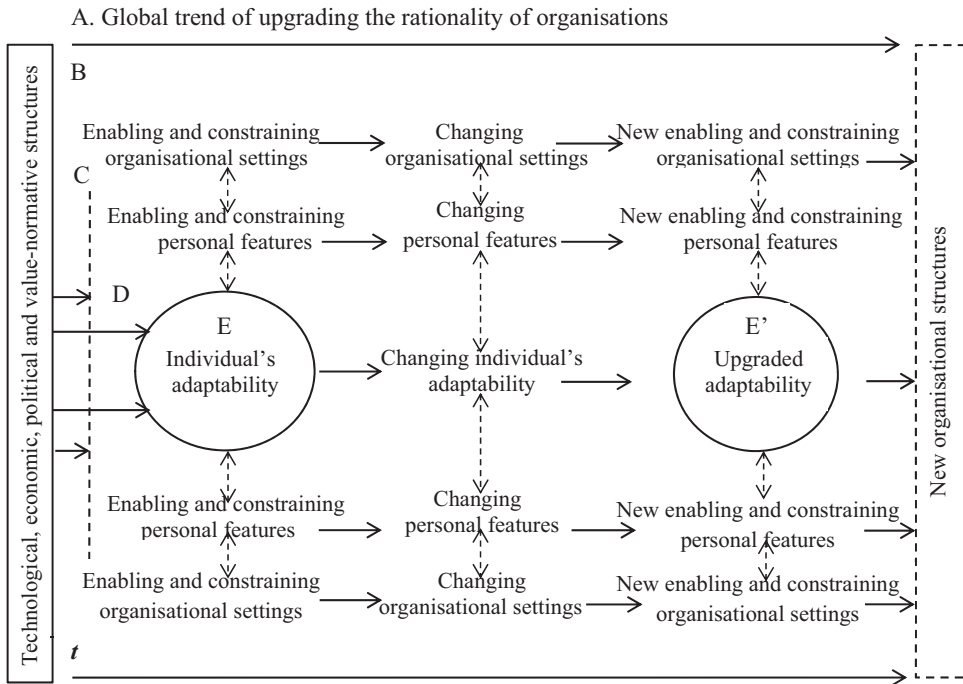 A. Global trend of upgrading the rationality of organisations
Technological, economic, political and value-normative structures
B
Enabling and constraining
organisational settings
Changing
organisational settings
New enabling and constraining
organisational settings
C
Enabling and constraining
personal features
Changing
personal features
New enabling and constraining
personal features
D
E
Individual’s
adaptability
Changing individual’s
adaptability
E’
Upgraded
adaptability
New organisational structures
Enabling and constraining
personal features
Changing
personal features
New enabling and constraining
personal features
Enabling and constraining
organisational settings
Changing
organisational settings
New enabling and constraining
organisational settings
t